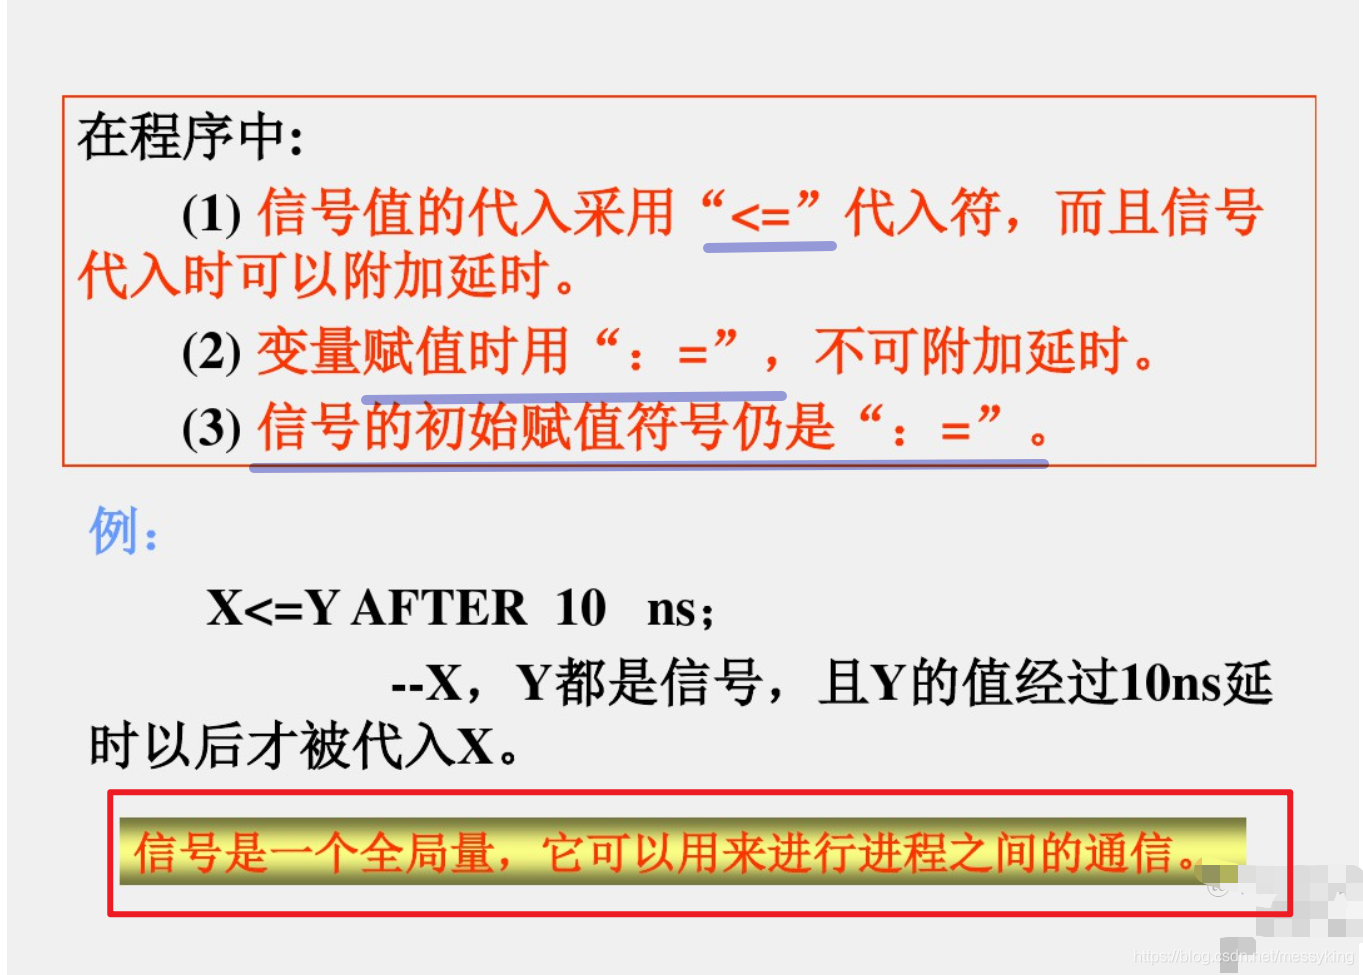 在程序中:
(1) 信号值的代入采用“<=”代入符，而且信号
代入时可以附加延时。
(2) 变量赋值时用“：=”，不可附加延时。
(3) 信号的初始赋值符号仍是“：=”。
例：
X<=Y AFTER 10 ns；
--X，Y都是信号，且Y的值经过10ns延
时以后才被代入X。
信号是一个全局量，它可以用来进行进程之间的通信。
https://blog.csdn.net/messyking